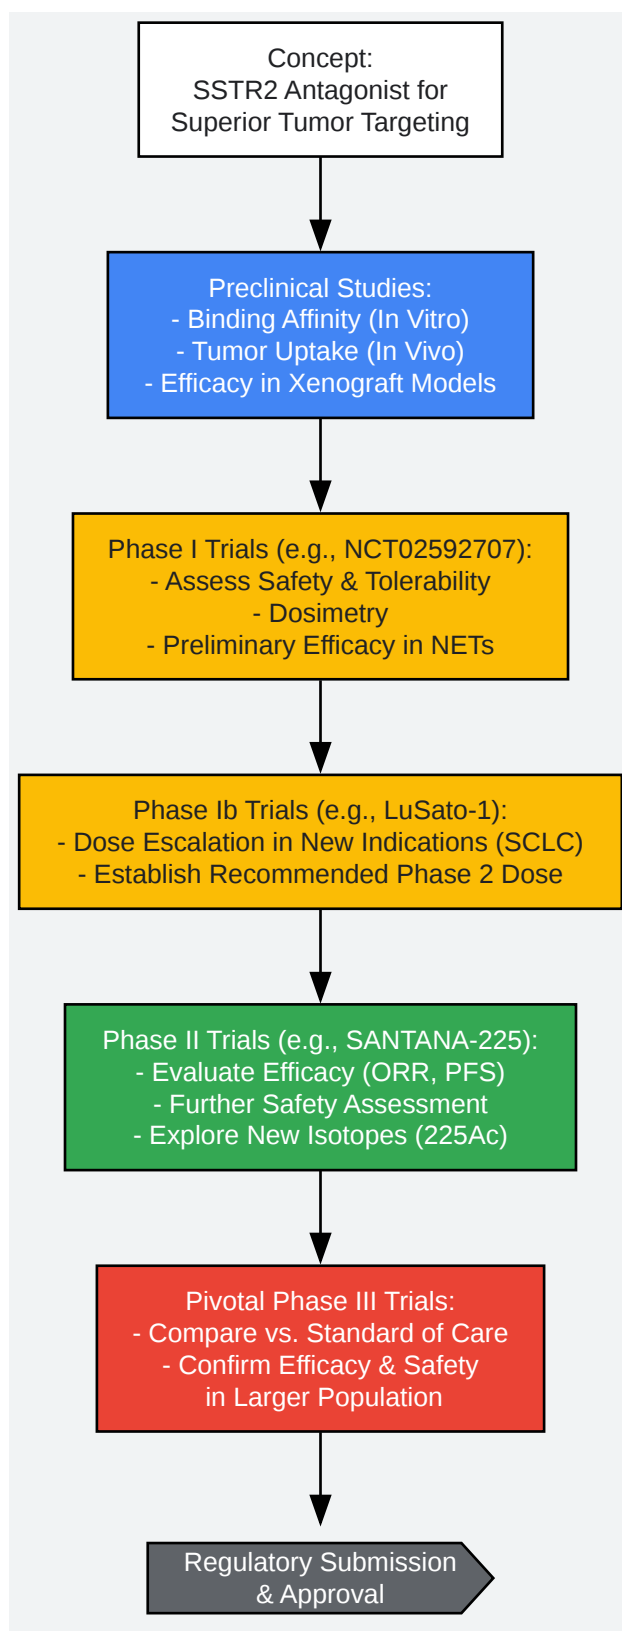 Concept:
SSTR2 Antagonist for
Superior Tumor Targeting
Preclinical Studies:
- Binding Affinity (In Vitro)
- Tumor Uptake (In Vivo)
- Efficacy in Xenograft Models
Phase I Trials (e.g., NCT02592707):
- Assess Safety & Tolerability
- Dosimetry
- Preliminary Efficacy in NETs
Phase Ib Trials (e.g., LuSato-1):
- Dose Escalation in New Indications (SCLC)
- Establish Recommended Phase 2 Dose
Phase II Trials (e.g., SANTANA-225):
- Evaluate Efficacy (ORR, PFS)
- Further Safety Assessment
- Explore New Isotopes (225Ac)
Pivotal Phase III Trials:
- Compare vs. Standard of Care
- Confirm Efficacy & Safety
in Larger Population
Regulatory Submission
& Approval